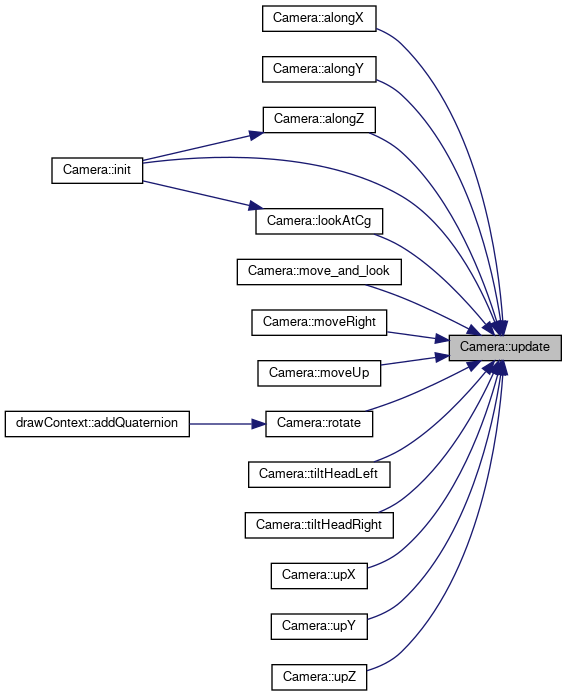 Camera::alongX
Camera::alongY
Camera::alongZ
Camera::init
Camera::lookAtCg
Camera::move_and_look
Camera::moveRight
Camera::update
Camera::moveUp
drawContext::addQuaternion
Camera::rotate
Camera::tiltHeadLeft
Camera::tiltHeadRight
Camera::upX
Camera::upY
Camera::upZ